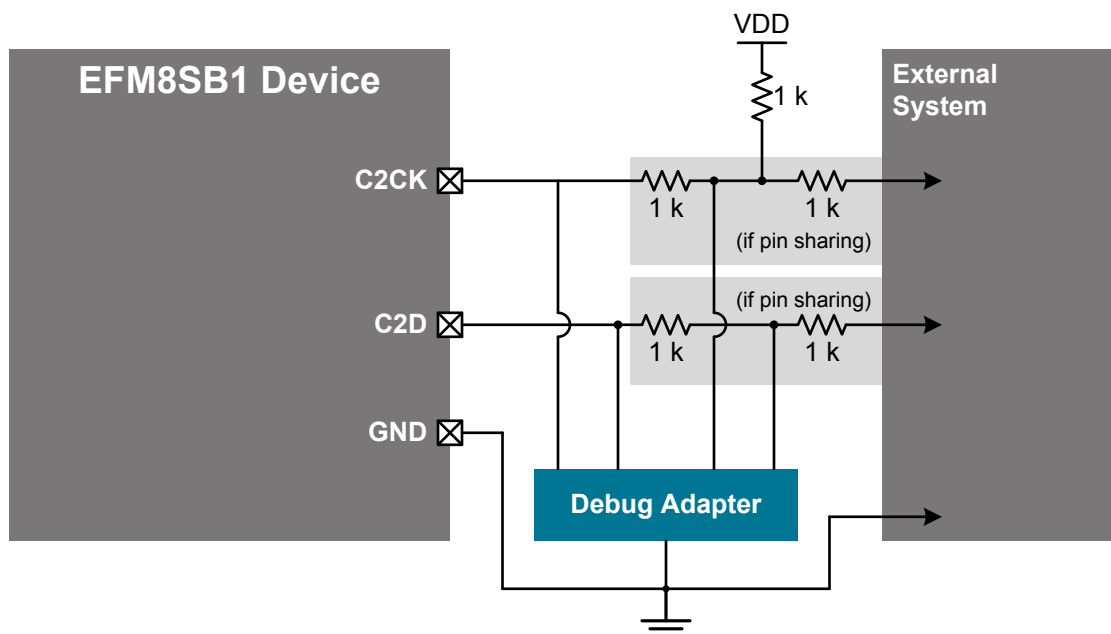 VDD
EFM8SB1 Device
External
System
1 k
C2CK
1 k
1 k
(if pin sharing)
(if pin sharing)
C2D
1 k
1 k
GND
Debug Adapter